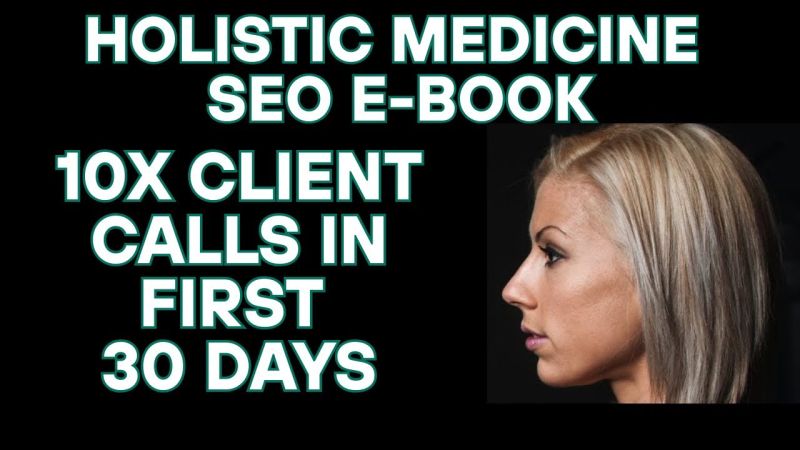 HOLISTIC MEDICINE
SEO E-BOOK
10X CLIENT
CALLS IN
FIRST
30 DAYS